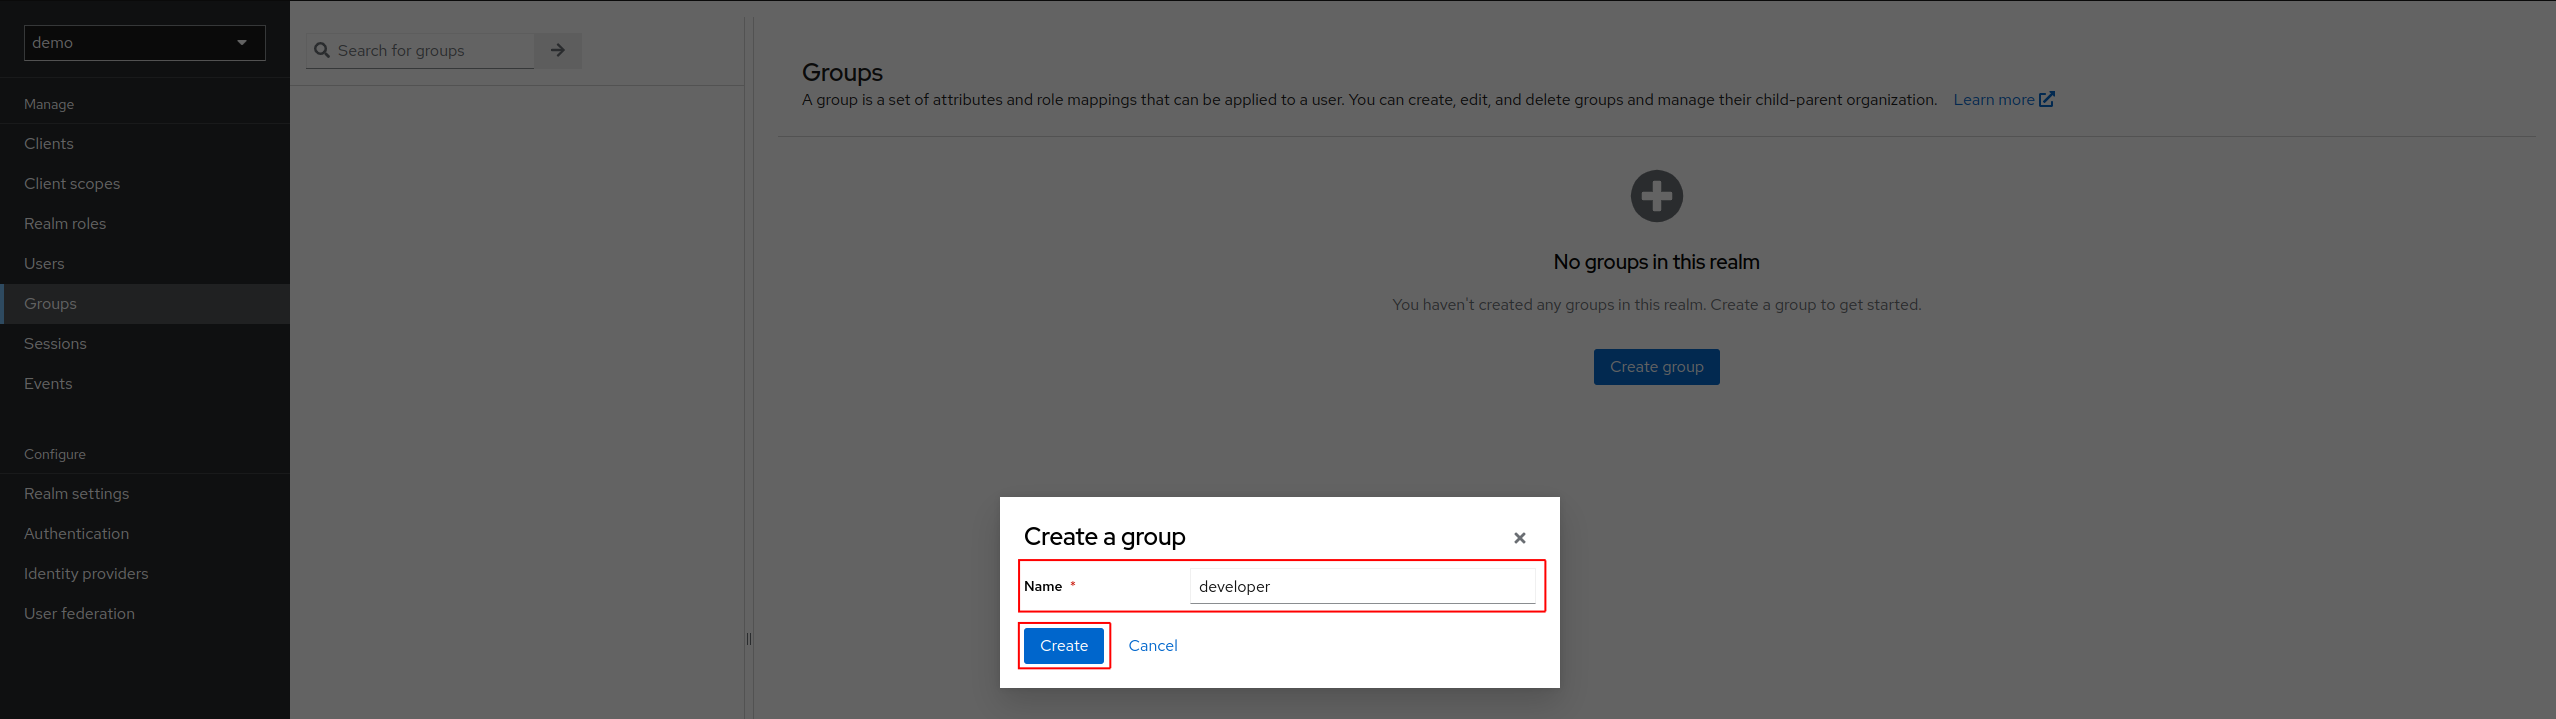 demo
Manage
Clients
Client scopes
Realm roles
Users
Groups
Sessions
Events
Configure
Realm settings
Authentication
Identity providers
User federation
Search for groups
Groups
A group is a set of attributes and role mappings that can be applied to a user. You can create, edit, and delete groups and manage their child-parent organization. Learn more
No groups in this realm
You haven't created any groups in this realm. Create a group to get started.
Create group
Create a group
Name * developer
Create Cancel